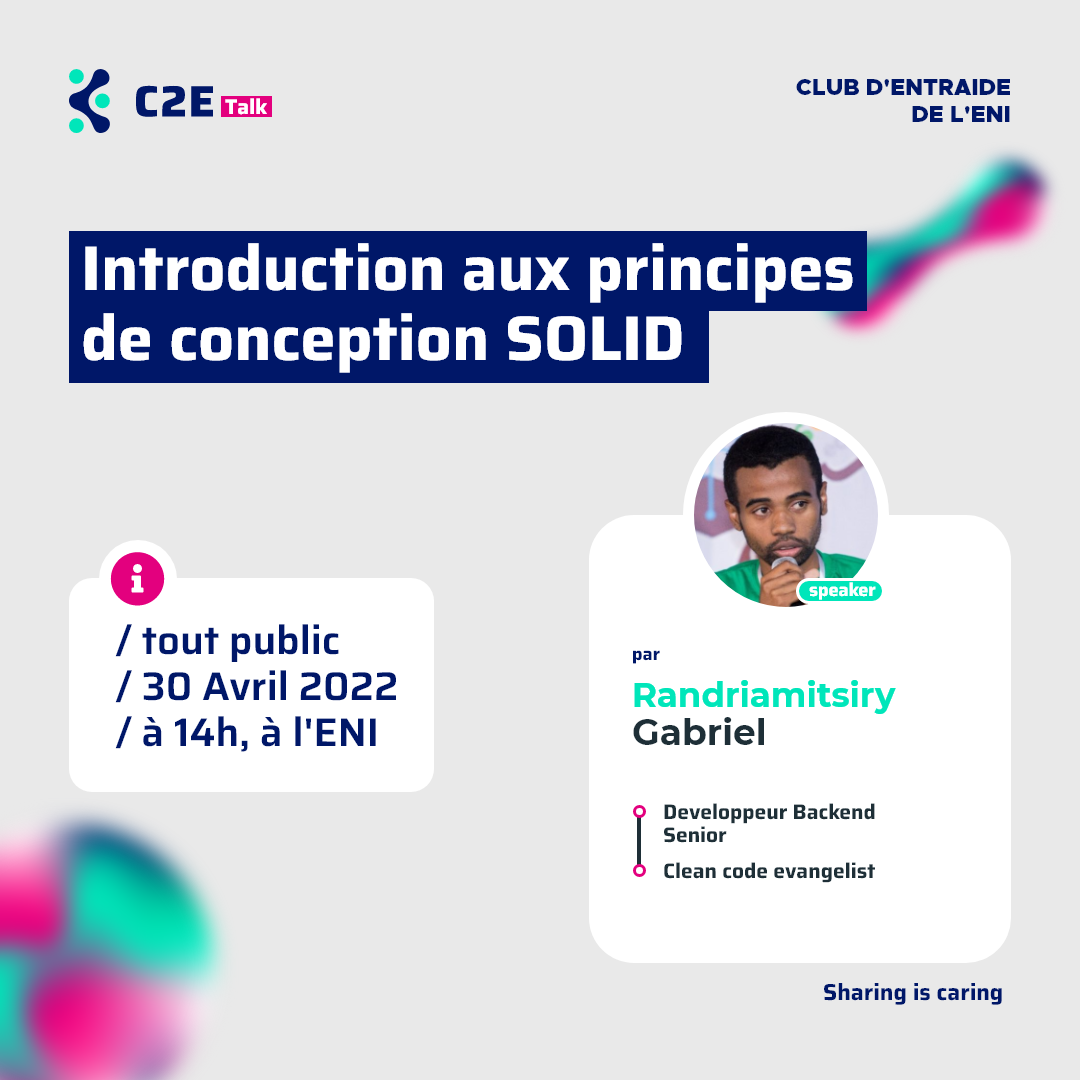 C2E Talk
CLUB D'ENTRAIDE
DE L'ENI
Introduction aux principes
de conception SOLID
speaker
i
/ tout public
/ 30 Avril 2022
/ à 14h, à l'ENI
par
Randriamitsiry
Gabriel
Developpeur Backend
Senior
Clean code evangelist
Sharing is caring